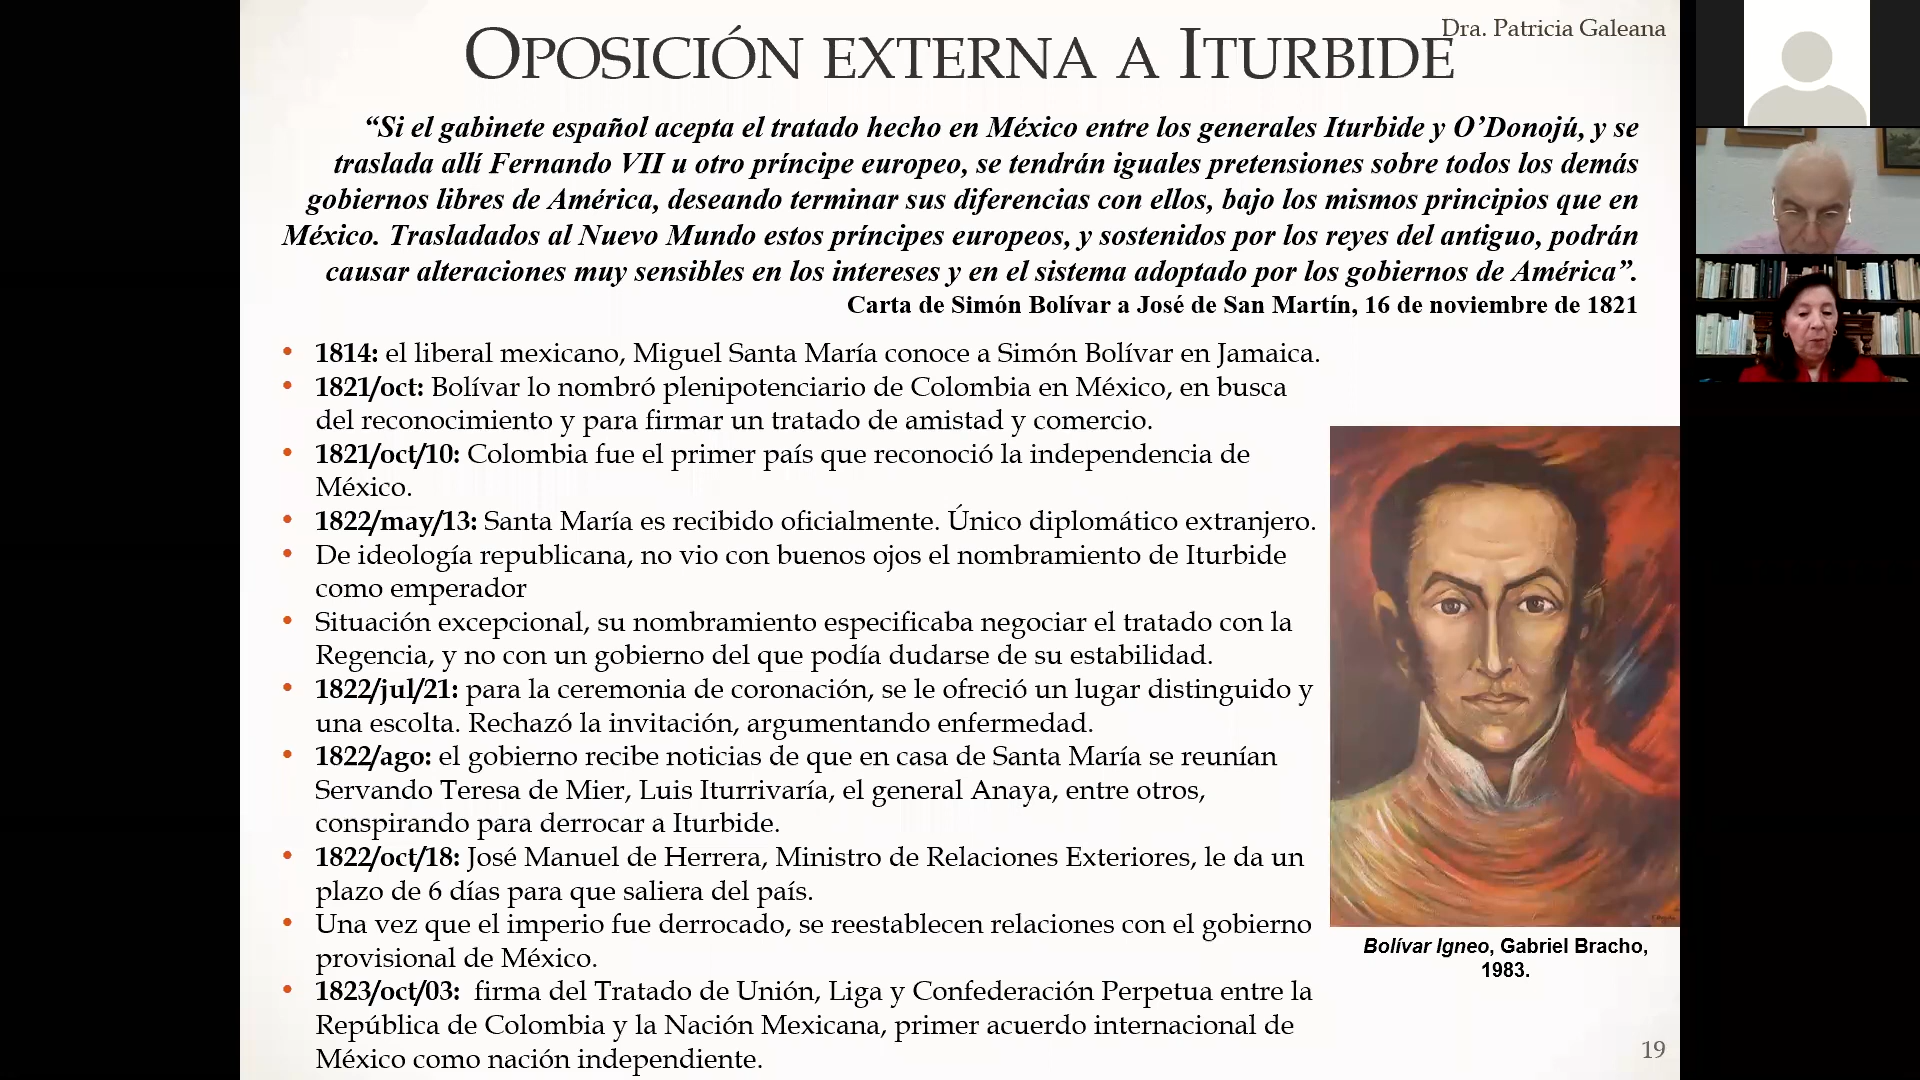 Dra. Patricia Galeana
OPOSICIÓN EXTERNA A ITURBIDE
“Si el gabinete español acepta el tratado hecho en México entre los generales Iturbide y O’Donojú, y se
traslada allí Fernando VII u otro príncipe europeo, se tendrán iguales pretensiones sobre todos los demás
gobiernos libres de América, deseando terminar sus diferencias con ellos, bajo los mismos principios que en
México. Trasladados al Nuevo Mundo estos príncipes europeos, y sostenidos por los reyes del antiguo, podrán
causar alteraciones muy sensibles en los intereses y en el sistema adoptado por los gobiernos de América”.
Carta de Simón Bolívar a José de San Martín, 16 de noviembre de 1821
• 1814: el liberal mexicano, Miguel Santa María conoce a Simón Bolívar en Jamaica.
• 1821/oct: Bolívar lo nombró plenipotenciario de Colombia en México, en busca
del reconocimiento y para firmar un tratado de amistad y comercio.
• 1821/oct/10: Colombia fue el primer país que reconoció la independencia de
México.
• 1822/may/13: Santa María es recibido oficialmente. Único diplomático extranjero.
• De ideología republicana, no vio con buenos ojos el nombramiento de Iturbide
como emperador
• Situación excepcional, su nombramiento especificaba negociar el tratado con la
Regencia, y no con un gobierno del que podía dudarse de su estabilidad.
• 1822/jul/21: para la ceremonia de coronación, se le ofreció un lugar distinguido y
una escolta. Rechazó la invitación, argumentando enfermedad.
• 1822/ago: el gobierno recibe noticias de que en casa de Santa María se reunían
Servando Teresa de Mier, Luis Iturrivaría, el general Anaya, entre otros,
conspirando para derrocar a Iturbide.
• 1822/oct/18: José Manuel de Herrera, Ministro de Relaciones Exteriores, le da un
plazo de 6 días para que saliera del país.
• Una vez que el imperio fue derrocado, se reestablecen relaciones con el gobierno
provisional de México.
• 1823/oct/03: firma del Tratado de Unión, Liga y Confederación Perpetua entre la
República de Colombia y la Nación Mexicana, primer acuerdo internacional de
México como nación independiente.
Bolívar Igneo, Gabriel Bracho,
1983.
19